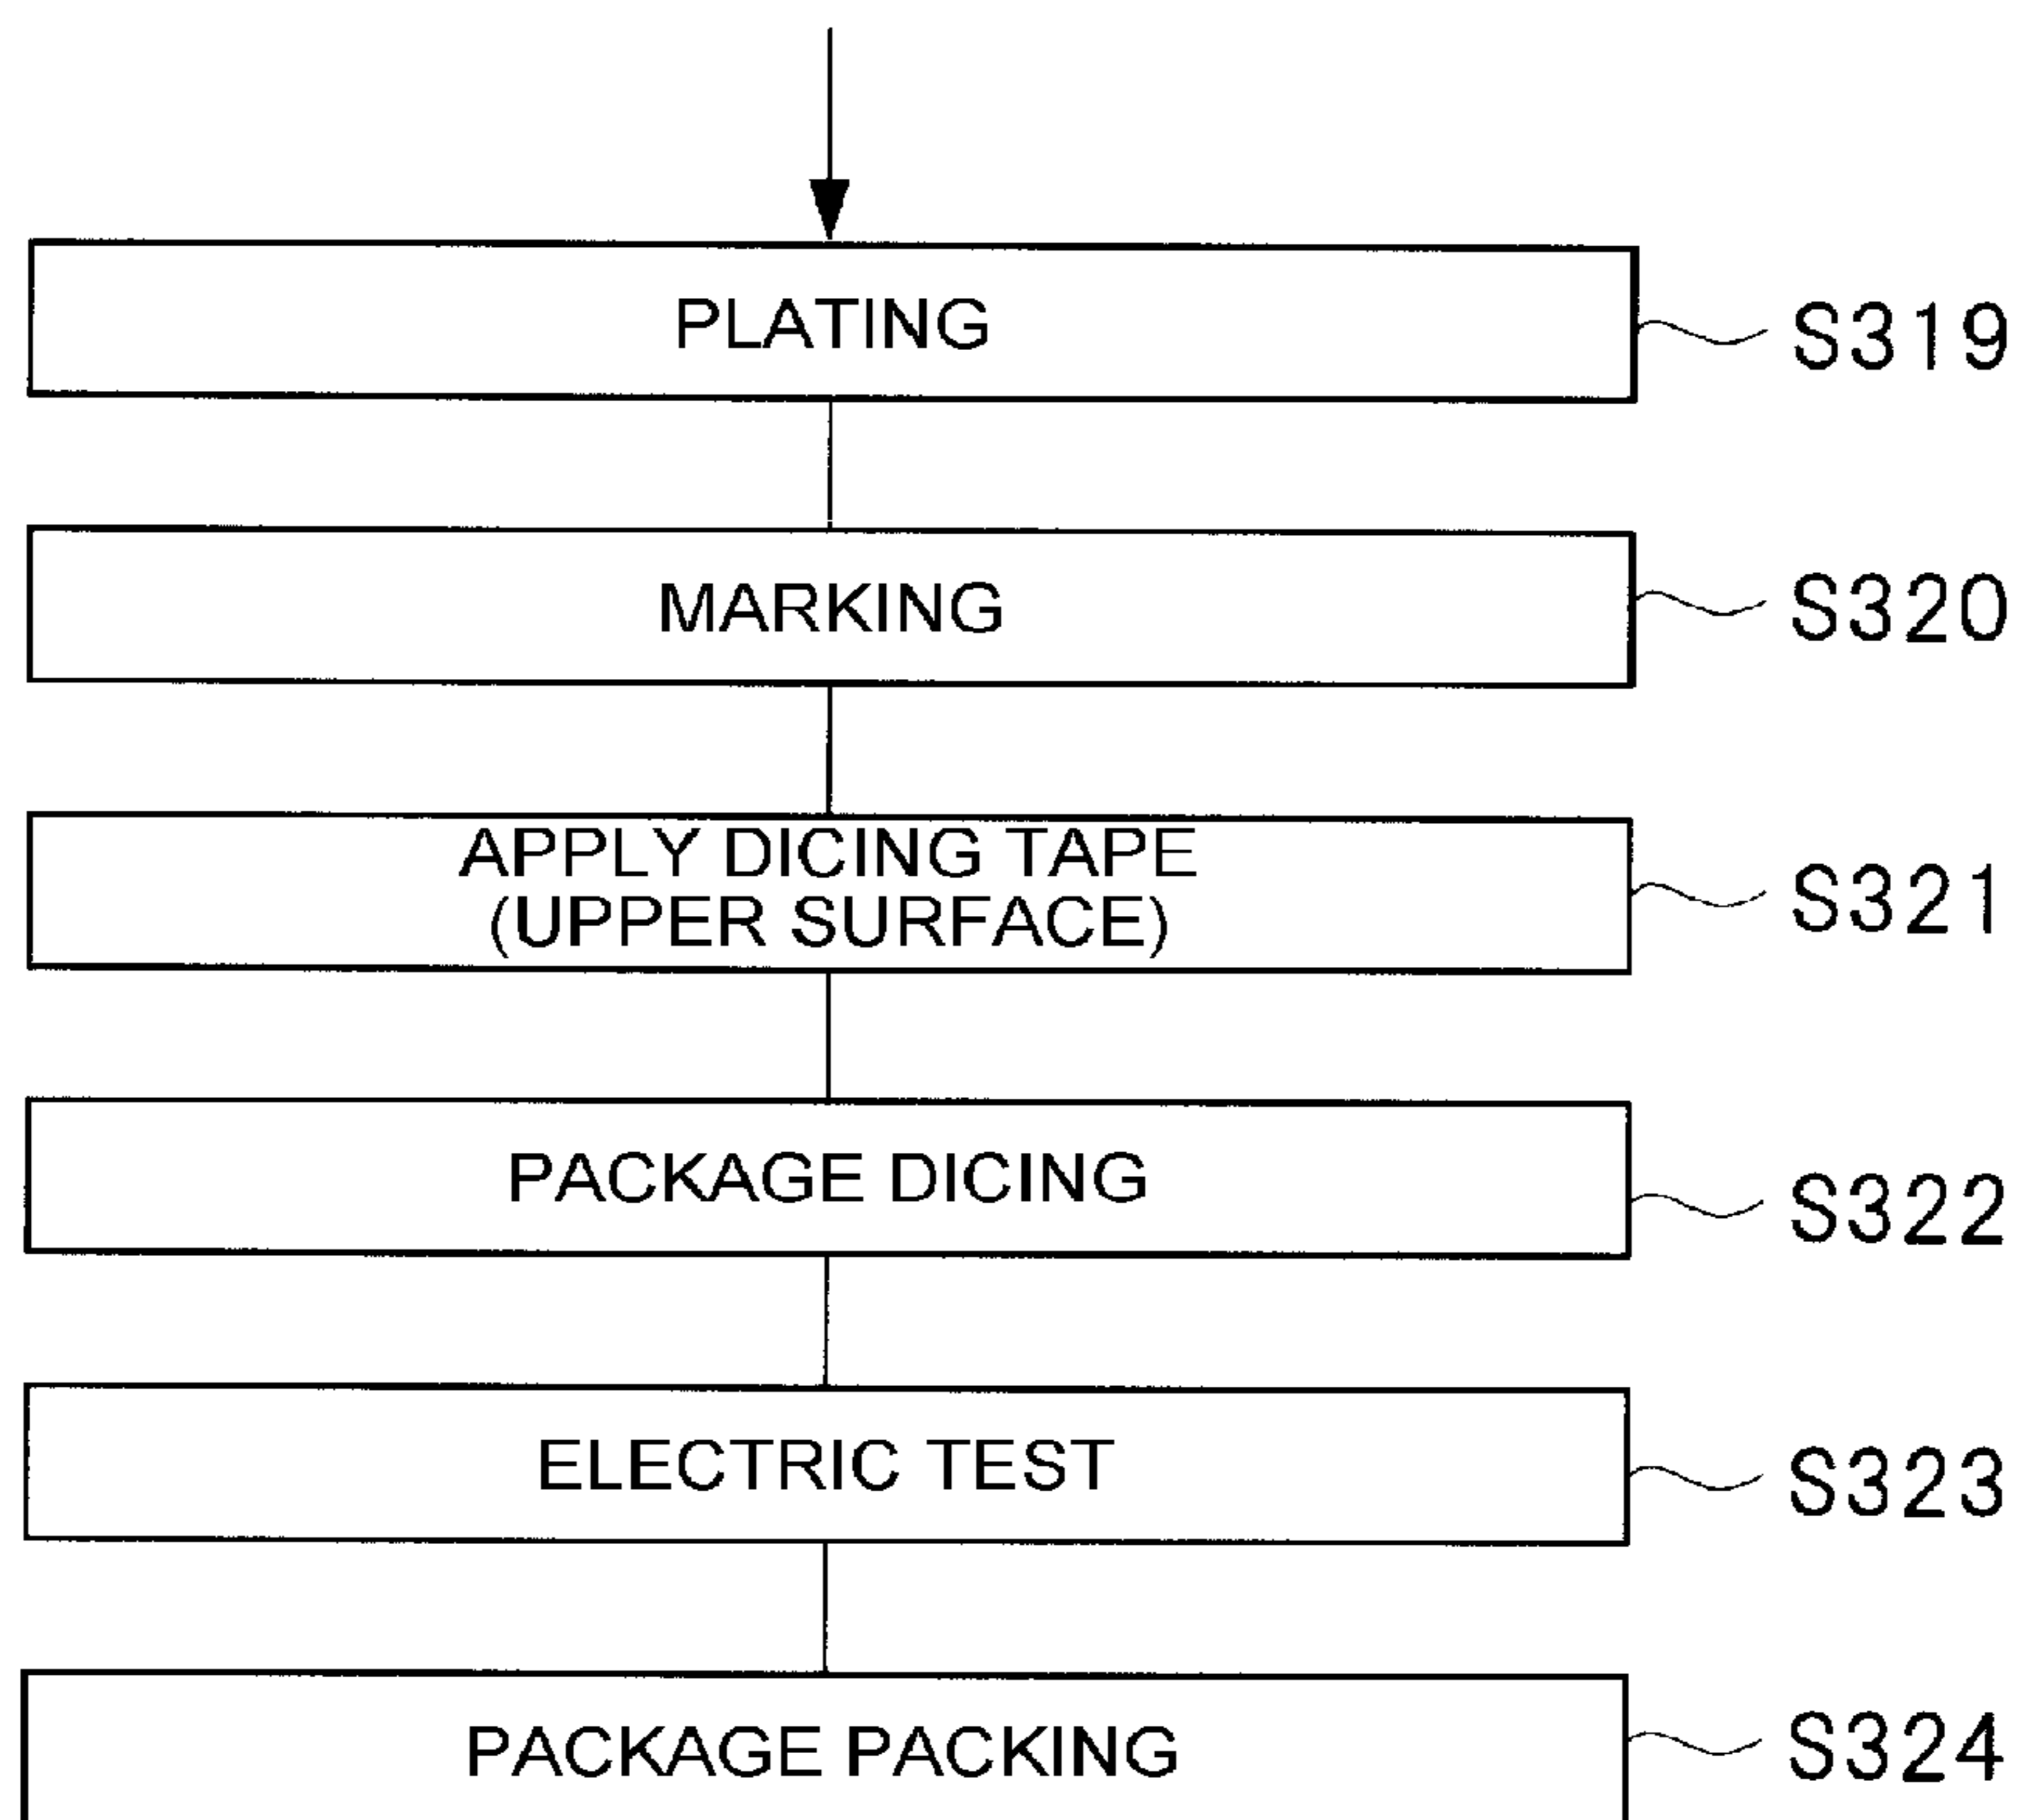 PLATING S319
MARKING S320
APPLY DICING TAPE
(UPPER SURFACE) S321
PACKAGE DICING S322
ELECTRIC TEST S323
PACKAGE PACKING S324